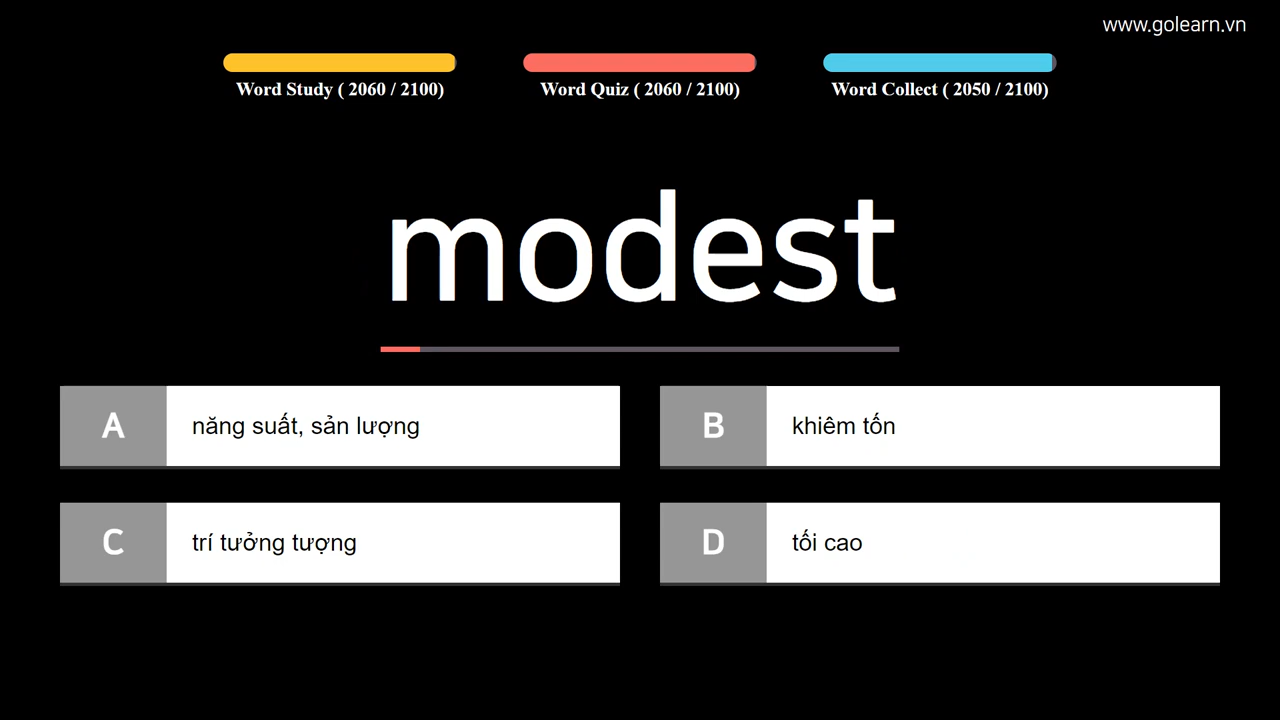 www.golearn.vn
Word Study ( 2060 / 2100)
Word Quiz ( 2060 / 2100)
Word Collect ( 2050 / 2100)
modest
A năng suất, sản lượng
B khiêm tốn
C trí tưởng tượng
D tối cao